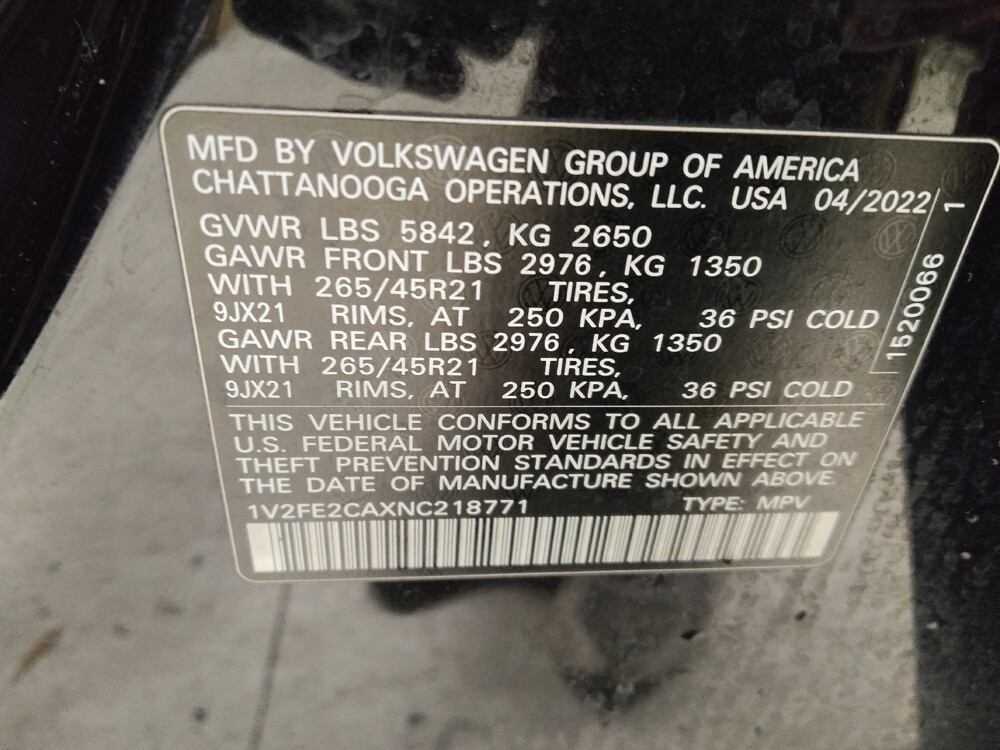 MFD BY VOLKSWAGEN GROUP OF AMERICA
CHATTANOOGA OPERATIONS, LLC. USA 04/2022
GVWR LBS 5842, KG 2650
GAWR FRONT LBS 2976, KG 1350
WITH 265/45R21 TIRES,
9JX21 RIMS, AT 250 KPA, 36 PSI COLD
GAWR REAR LBS 2976, KG 1350
WITH 265/45R21 TIRES,
9JX21 RIMS, AT 250 KPA, 36 PSI COLD
THIS VEHICLE CONFORMS TO ALL APPLICABLE
U.S. FEDERAL MOTOR VEHICLE SAFETY AND
THEFT PREVENTION STANDARDS IN EFFECT ON
THE DATE OF MANUFACTURE SHOWN ABOVE.
1V2FE2CAXNC218771 TYPE: MPV
1520066 1